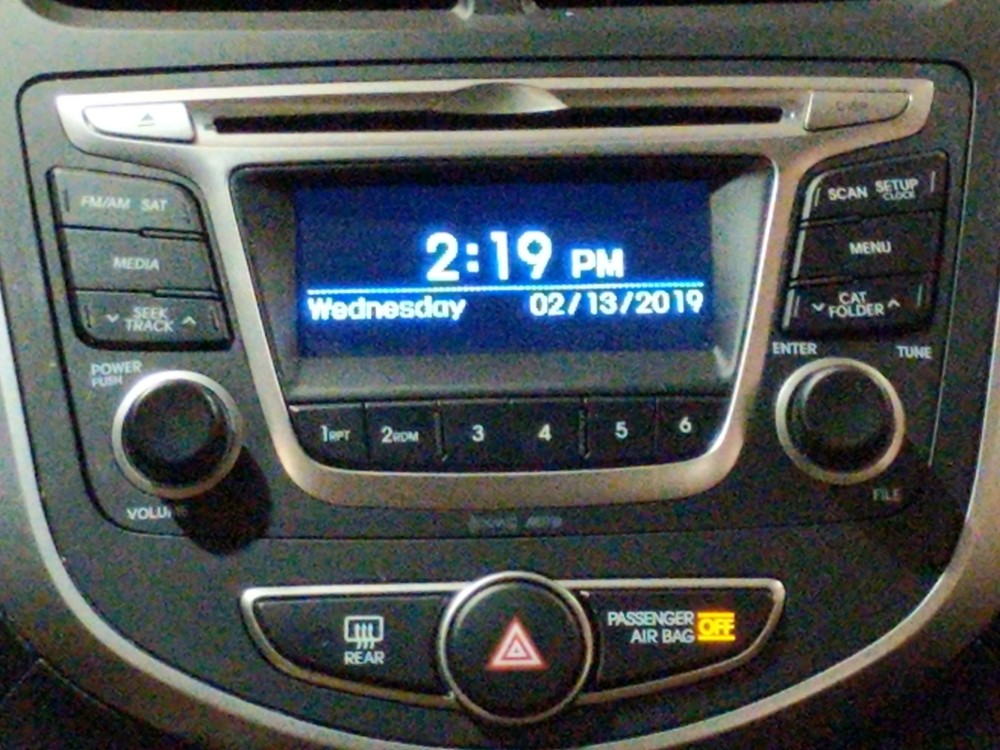 FM/AM SAT
MEDIA
SEEK
TRACK
POWER
PUSH
2:19 PM
Wednesday 02/13/2019
SCAN SETUP
CLOCK
MENU
CAT
FOLDER
ENTER TUNE
1RPT 2RDM 3 4 5 6
VOLUME
FILE
REAR
PASSENGER
AIR BAG OFF